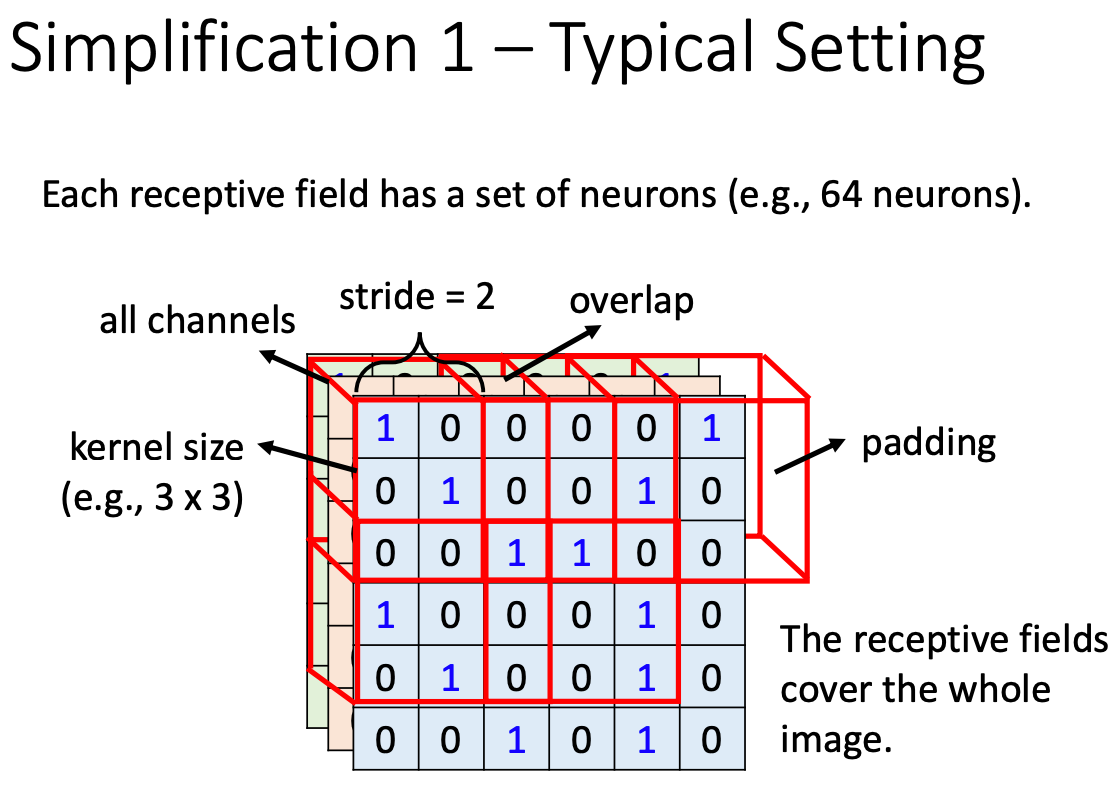 Simplification 1 – Typical Setting
Each receptive field has a set of neurons (e.g., 64 neurons).
stride = 2
overlap
all channels
kernel size
(e.g., 3 x 3)
padding
1 0 0 0 0 1
0 1 0 0 1 0
0 0 1 1 0 0
1 0 0 0 1 0
0 1 0 0 1 0
0 0 1 0 1 0
The receptive fields
cover the whole
image.